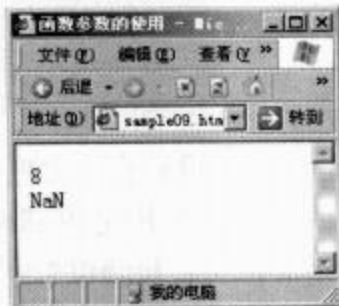 函数参数的使用 - Mic...
文件(F) 编辑(E) 查看(V »
后退 »
地址(D) sample09.htm 转到
8
NaN
我的电脑